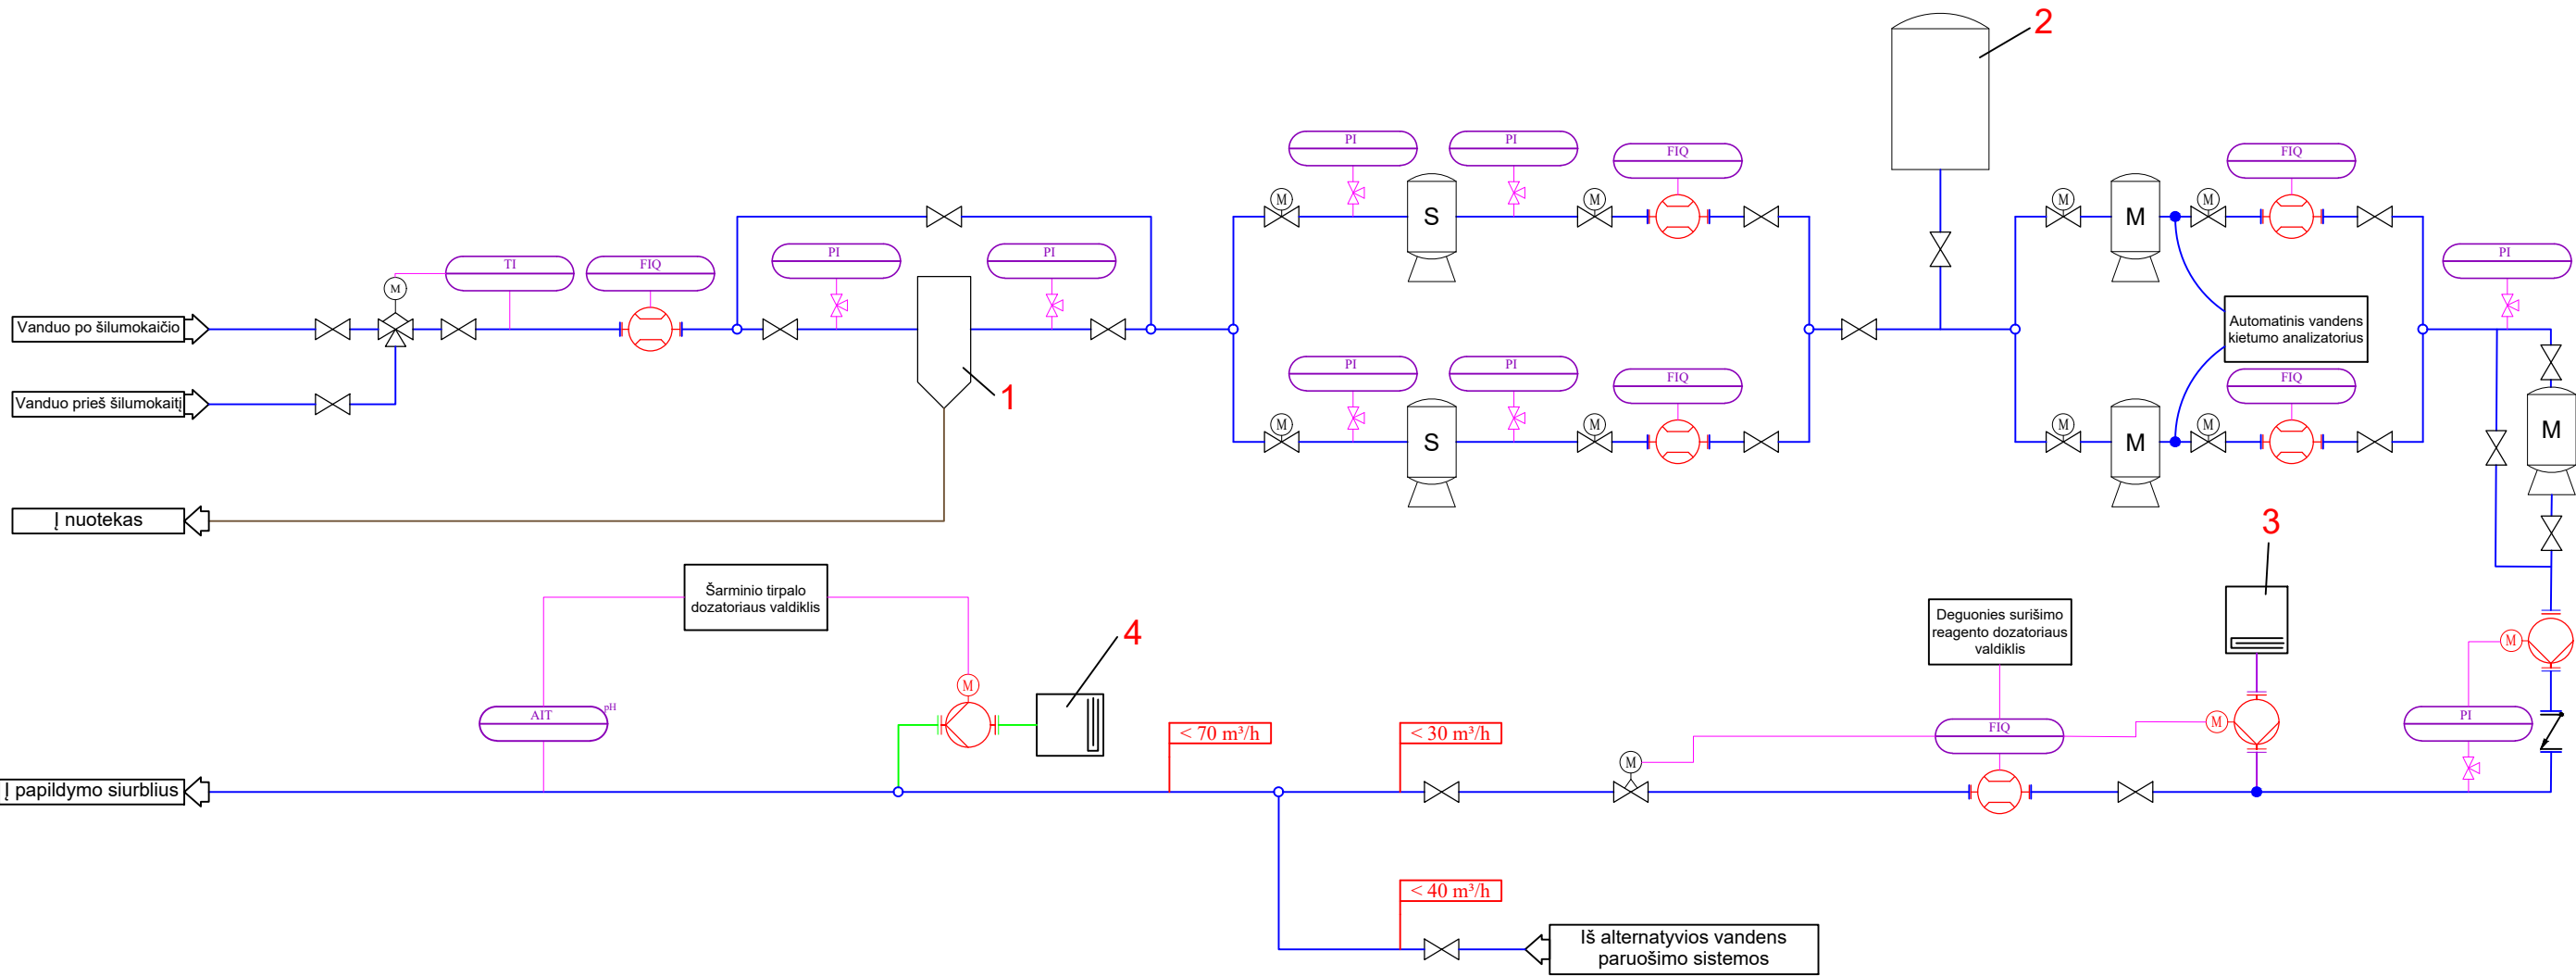 2
PI
PI
FIQ
FIQ
M
M
S
M
M
M
TI
FIQ
PI
PI
PI
M
Vanduo po šilumokaičio
Automatinis vandens
kietumo analizatorius
1
Vanduo prieš šilumokaitį
PI
PI
FIQ
FIQ
M
M
S
M
M
M
M
Į nuotekas
3
Šarminio tirpalo
dozatoriaus valdiklis
4
Deguonies surišimo
reagento dozatoriaus
valdiklis
M
M
AIT
pH
< 70 m³/h
< 30 m³/h
FIQ
M
PI
M
Į papildymo siurblius
< 40 m³/h
Iš alternatyvios vandens
paruošimo sistemos